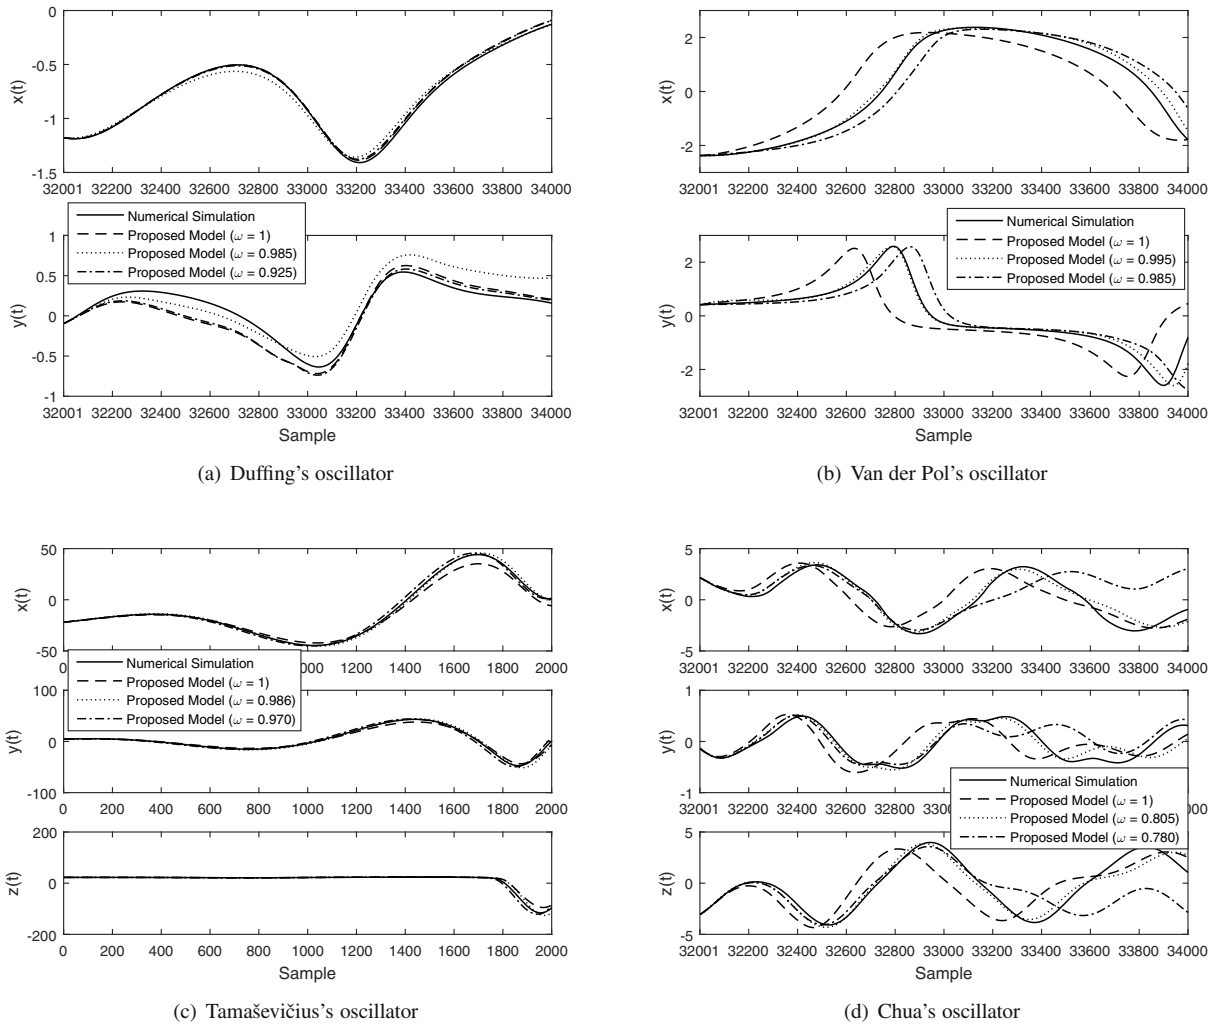 0
-0.5
-1
-1.5
x(t)
32001 32200 32400 32600 32800 33000 33200 33400 33600 33800 34000
Numerical Simulation
Proposed Model (ω = 1)
Proposed Model (ω = 0.985)
Proposed Model (ω = 0.925)
1
0.5
0
-0.5
-1
y(t)
32001 32200 32400 32600 32800 33000 33200 33400 33600 33800 34000
Sample
(a) Duffing's oscillator
2
0
-2
x(t)
32001 32200 32400 32600 32800 33000 33200 33400 33600 33800 34000
Numerical Simulation
Proposed Model (ω = 1)
Proposed Model (ω = 0.995)
Proposed Model (ω = 0.985)
2
0
-2
y(t)
32001 32200 32400 32600 32800 33000 33200 33400 33600 33800 34000
Sample
(b) Van der Pol's oscillator
50
0
-50
x(t)
0 1000 1200 1400 1600 1800 2000
Numerical Simulation
Proposed Model (ω = 1)
Proposed Model (ω = 0.986)
Proposed Model (ω = 0.970)
100
0
-100
y(t)
0 200 400 600 800 1000 1200 1400 1600 1800 2000
200
0
-200
z(t)
0 200 400 600 800 1000 1200 1400 1600 1800 2000
Sample
(c) Tamaševičius's oscillator
5
0
-5
x(t)
32001 32200 32400 32600 32800 33000 33200 33400 33600 33800 34000
1
0
-1
y(t)
32001 32200 32400 32600 32800
Numerical Simulation
Proposed Model (ω = 1)
Proposed Model (ω = 0.805)
Proposed Model (ω = 0.780)
5
0
-5
z(t)
32001 32200 32400 32600 32800 33000 33200 33400 33600 33800 34000
Sample
(d) Chua's oscillator